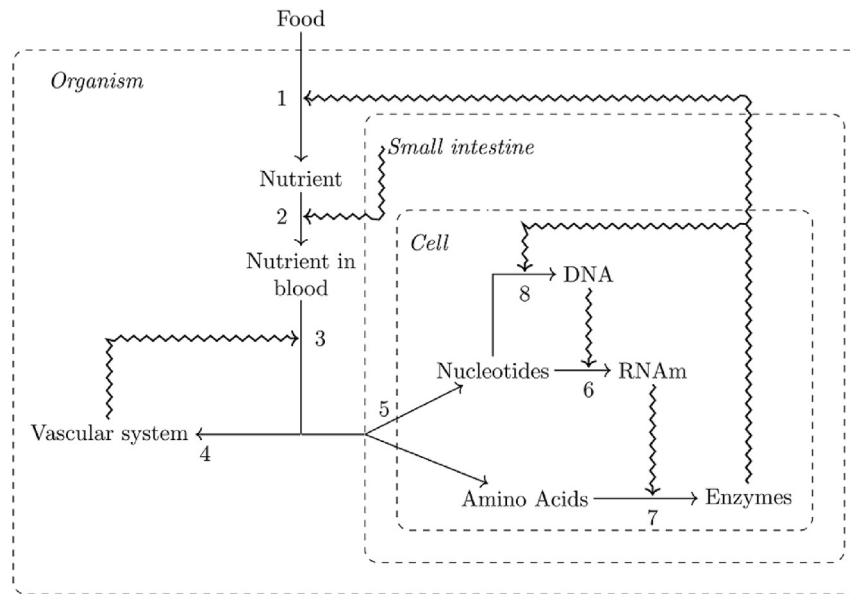 Food
Organism
1
Small intestine
Nutrient
2
Cell
Nutrient in
blood
DNA
8
3
Nucleotides
RNAm
6
5
Vascular system
4
Amino Acids
Enzymes
7